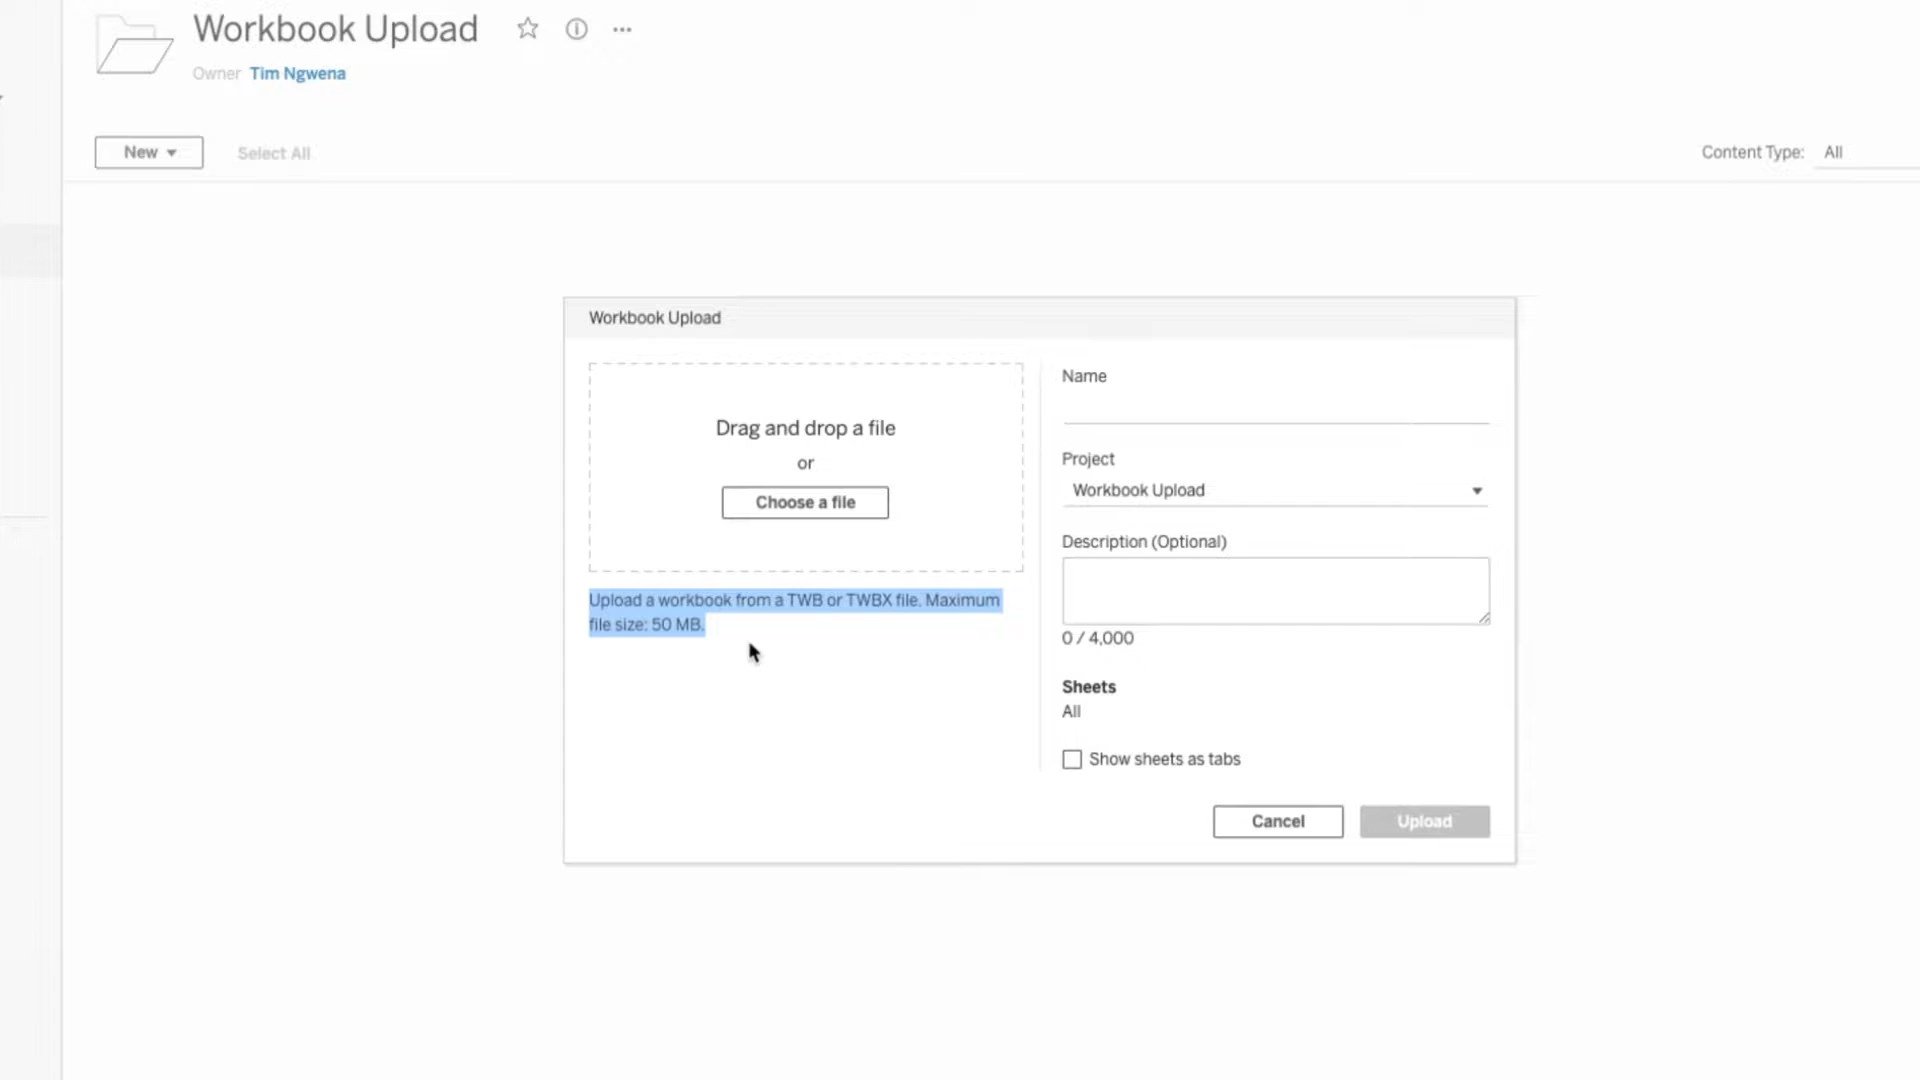 Workbook Upload
Owner Tim Ngwena
New
Select All
Content Type: All
Workbook Upload
Drag and drop a file
or
Choose a file
Upload a workbook from a TWB or TWBX file. Maximum
file size: 50 MB.
Name
Project
Workbook Upload
Description (Optional)
0 / 4,000
Sheets
All
Show sheets as tabs
Cancel
Upload